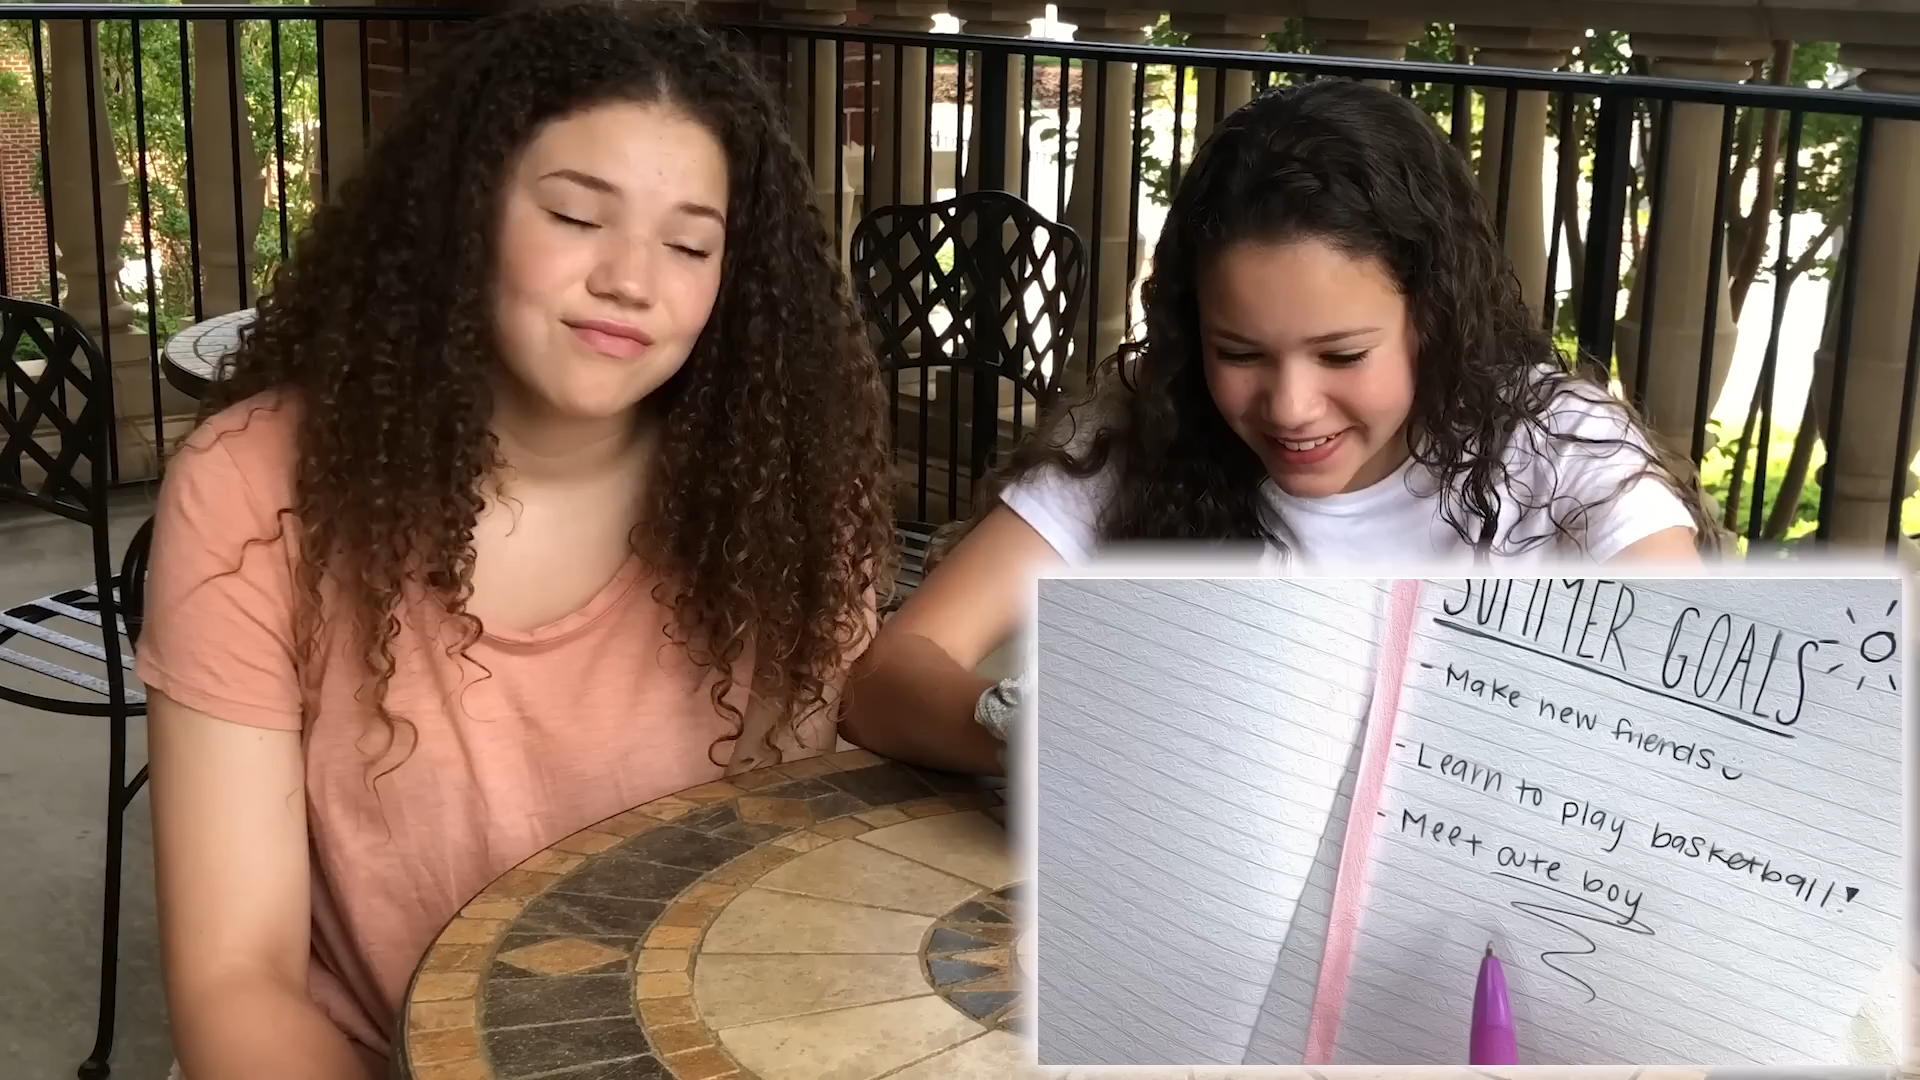 SUMMER GOALS
- Make new friends
- Learn to play basketball!
- Meet cute boy